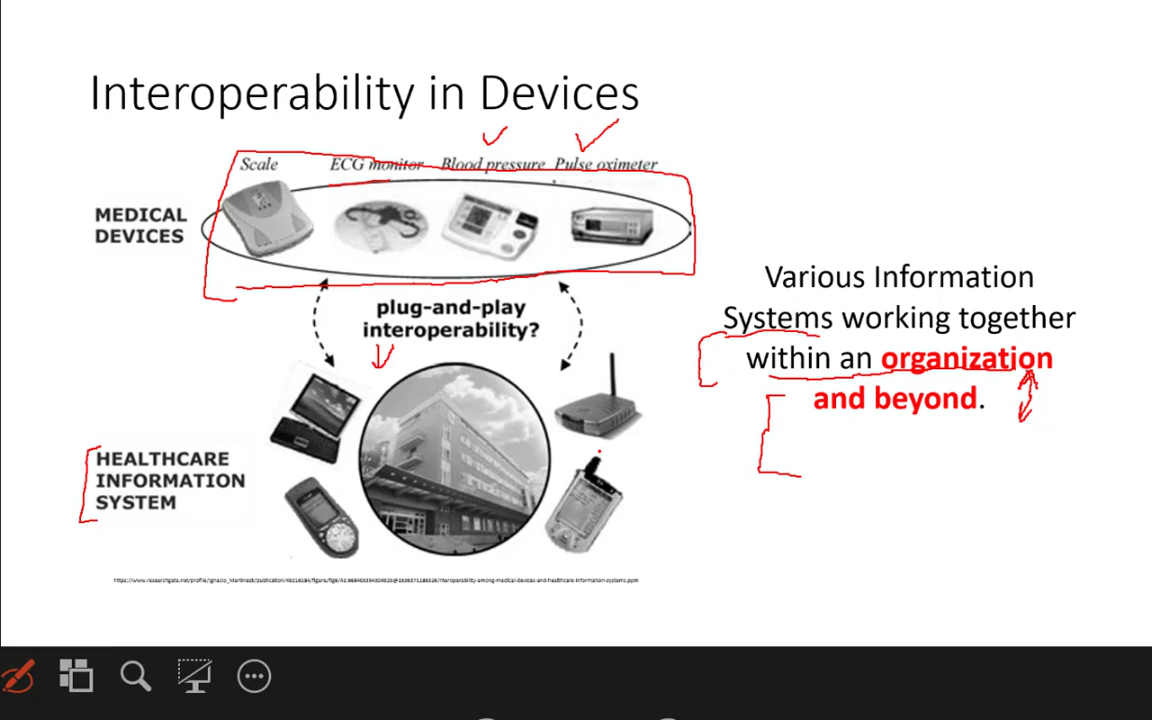 Interoperability in Devices
Scale ECG monitor Blood pressure Pulse oximeter
MEDICAL
DEVICES
plug-and-play
interoperability?
HEALTHCARE
INFORMATION
SYSTEM
Various Information
Systems working together
within an organization
and beyond.